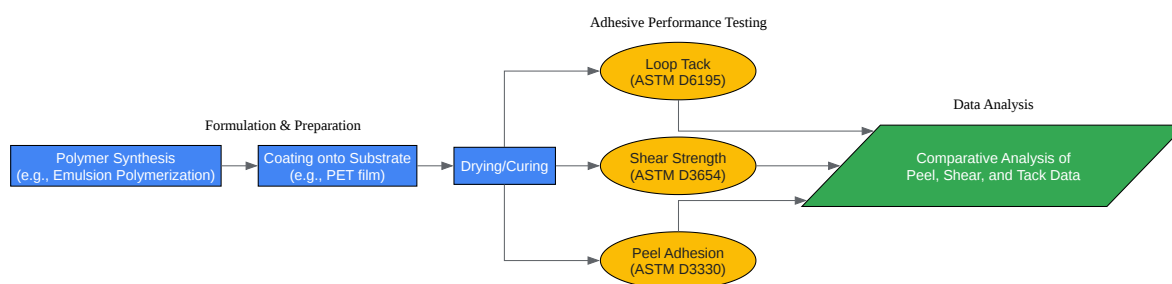 Formulation & Preparation
Polymer Synthesis
(e.g., Emulsion Polymerization)
Coating onto Substrate
(e.g., PET film)
Drying/Curing
Adhesive Performance Testing
Loop Tack
(ASTM D6195)
Shear Strength
(ASTM D3654)
Peel Adhesion
(ASTM D3330)
Data Analysis
Comparative Analysis of
Peel, Shear, and Tack Data